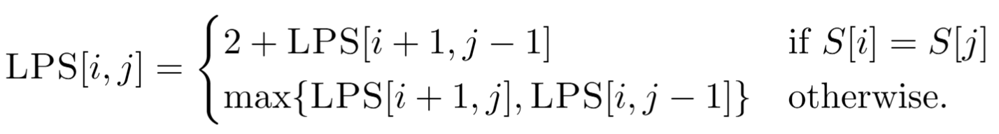 LPS[i, j] = { 2 + LPS[i + 1, j − 1] if S[i] = S[j]
max{LPS[i + 1, j], LPS[i, j − 1]} otherwise.